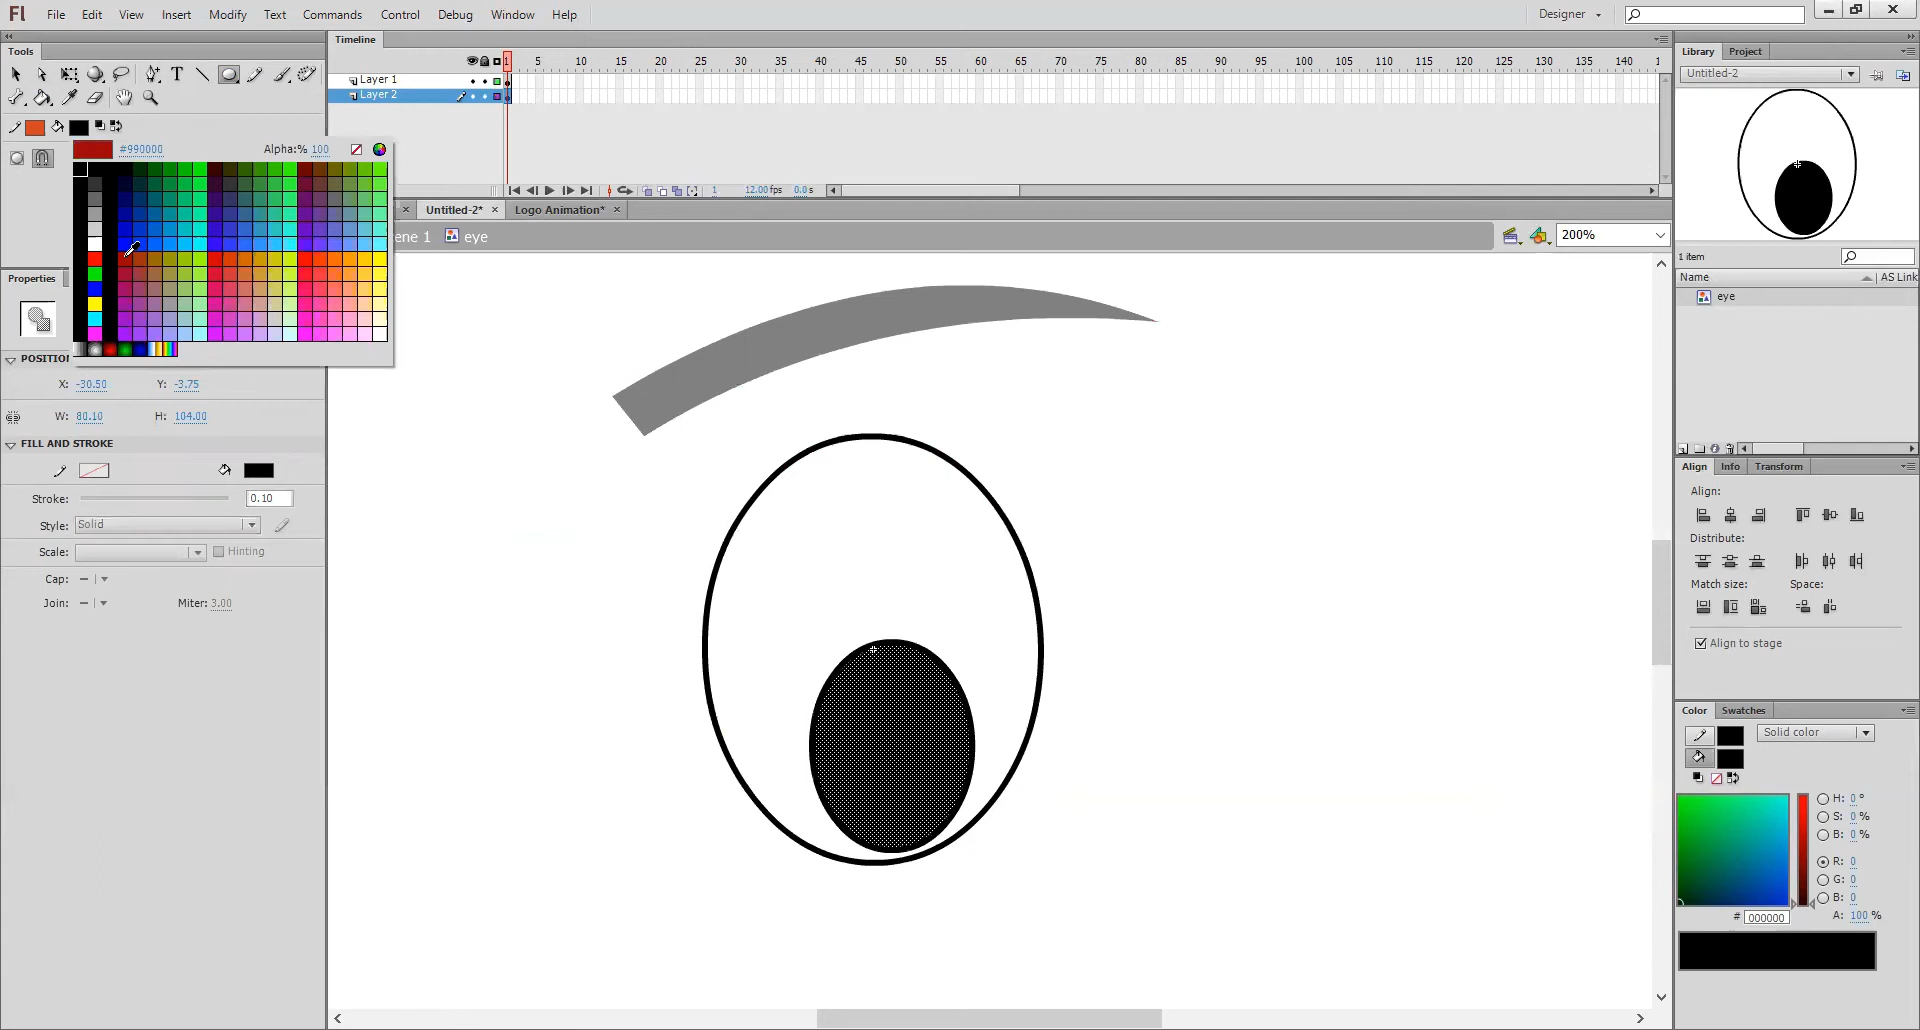 Fl File Edit View Insert Modify Text Commands Control Debug Window Help Designer
Tools
Timeline
Library Project
1 5 10 15 20 25 30 35 40 45 50 55 60 65 70 75 80 85 90 95 100 105 110 115 120 125 130 135 140 1
Layer 1
Layer 2
Untitled-2
#990000 Alpha:% 100
1 12.00 fps 0.0 s
Untitled-2* Logo Animation*
ene 1 eye 200%
1 item
Name AS Link
eye
Properties
POSITION
X: -30.50 Y: -3.75
W: 80.10 H: 104.00
FILL AND STROKE
Stroke: 0.10
Style: Solid
Scale: Hinting
Cap:
Join: Miter: 3.00
Align Info Transform
Align:
Distribute:
Match size: Space:
Align to stage
Color Swatches
Solid color
H: 0 °
S: 0 %
B: 0 %
R: 0
G: 0
B: 0
# 000000 A: 100 %